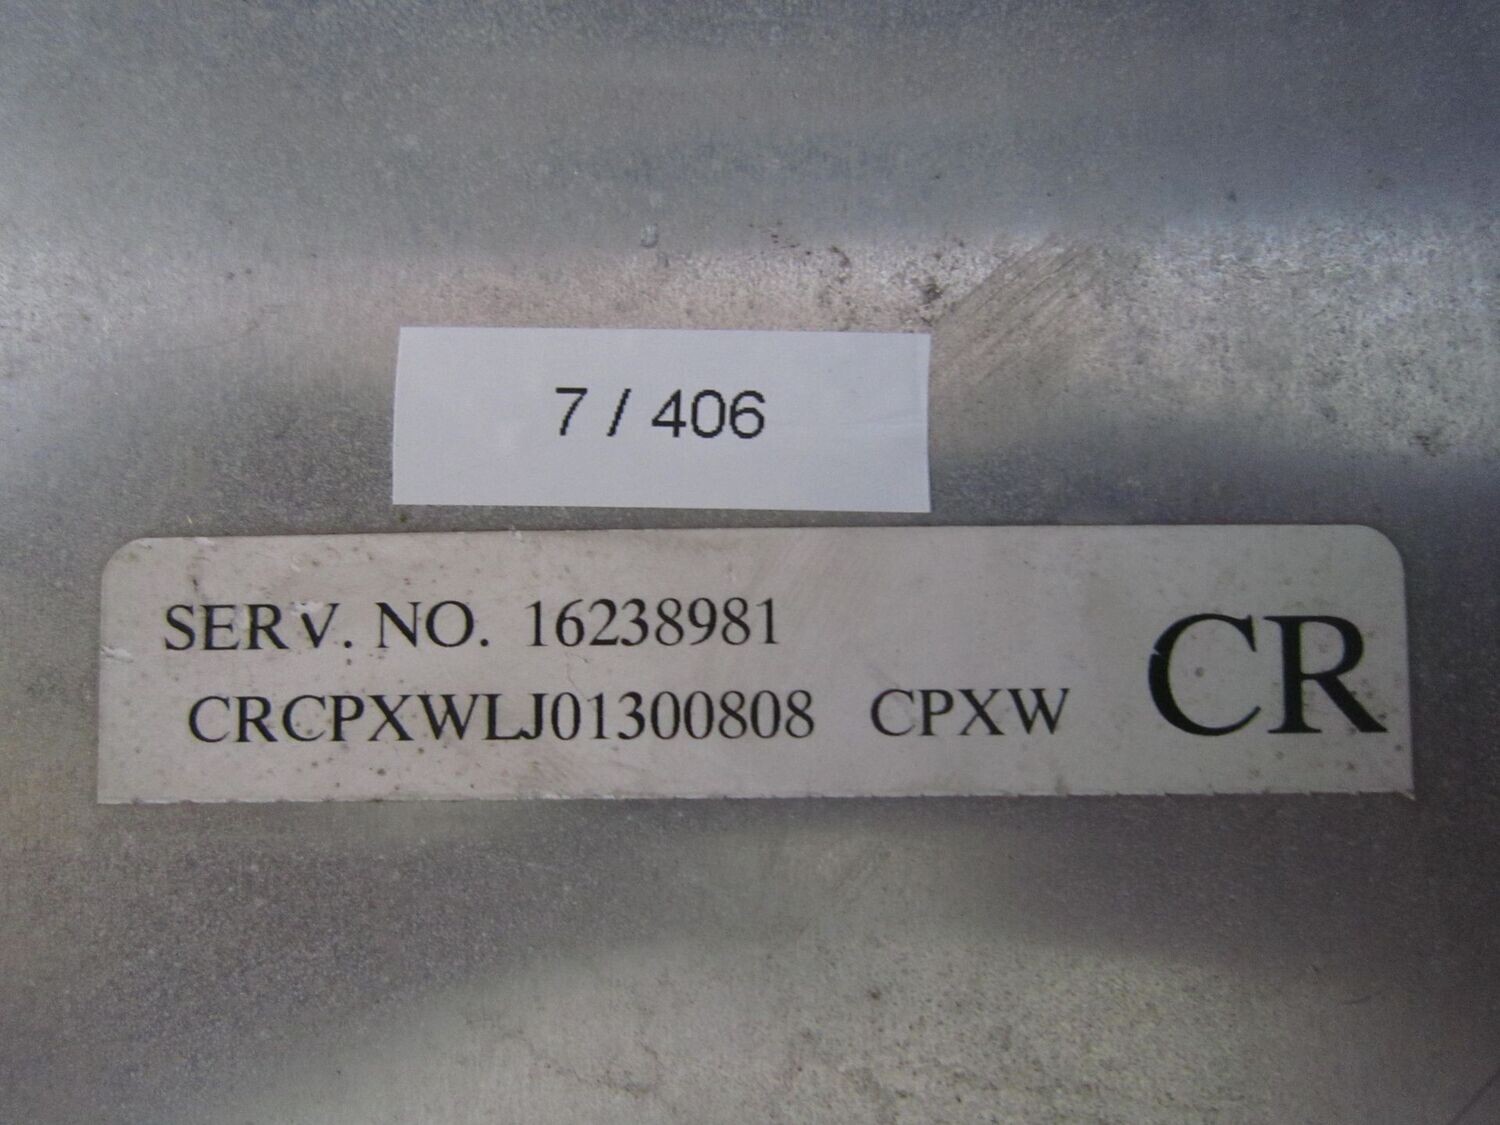 7 / 406
SERV. NO. 16238981
CRCPXWLJ01300808 CPXW
CR